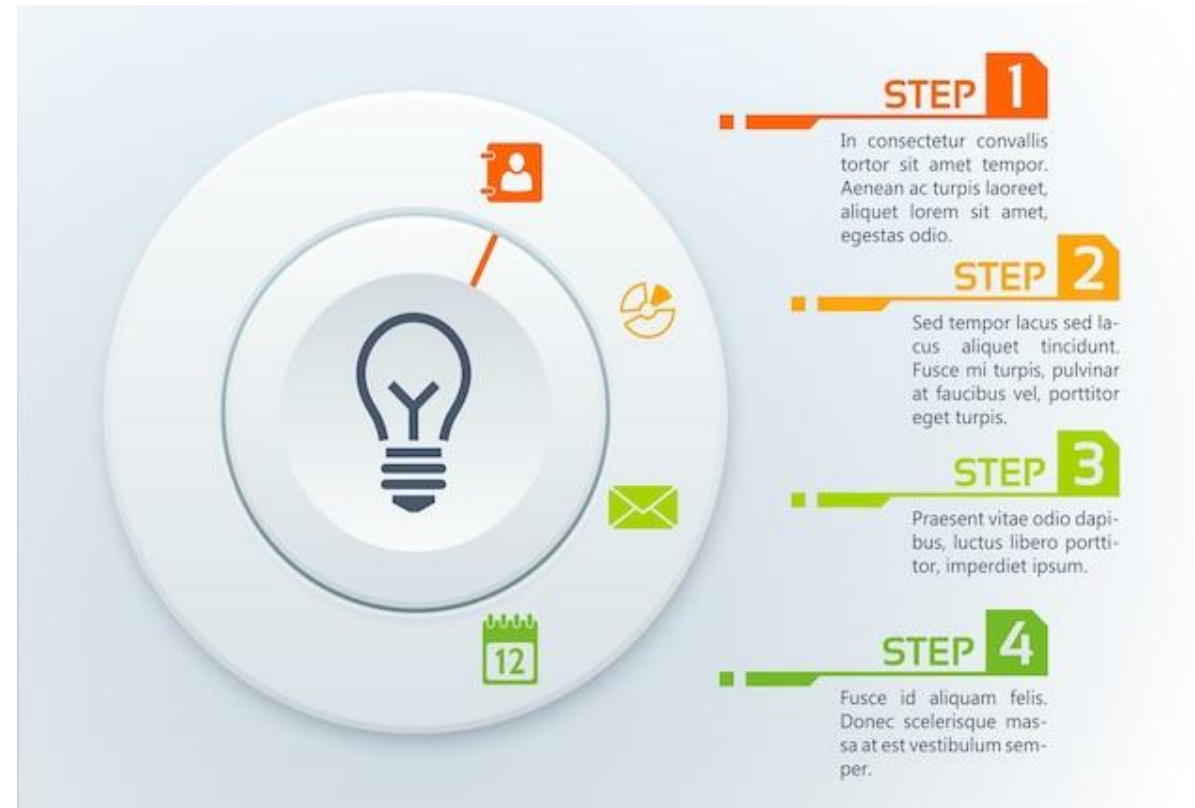 STEP 1
In consectetur convallis
tortor sit amet tempor.
Aenean ac turpis laoreet,
aliquet lorem sit amet,
egestas odio.
STEP 2
Sed tempor lacus sed la-
cus aliquet tincidunt.
Fusce mi turpis, pulvinar
at faucibus vel, porttitor
eget turpis.
STEP 3
Praesent vitae odio dapi-
bus, luctus libero portti-
tor, imperdiet ipsum.
12
STEP 4
Fusce id aliquam felis.
Donec scelerisque mas-
sa at est vestibulum sem-
per.